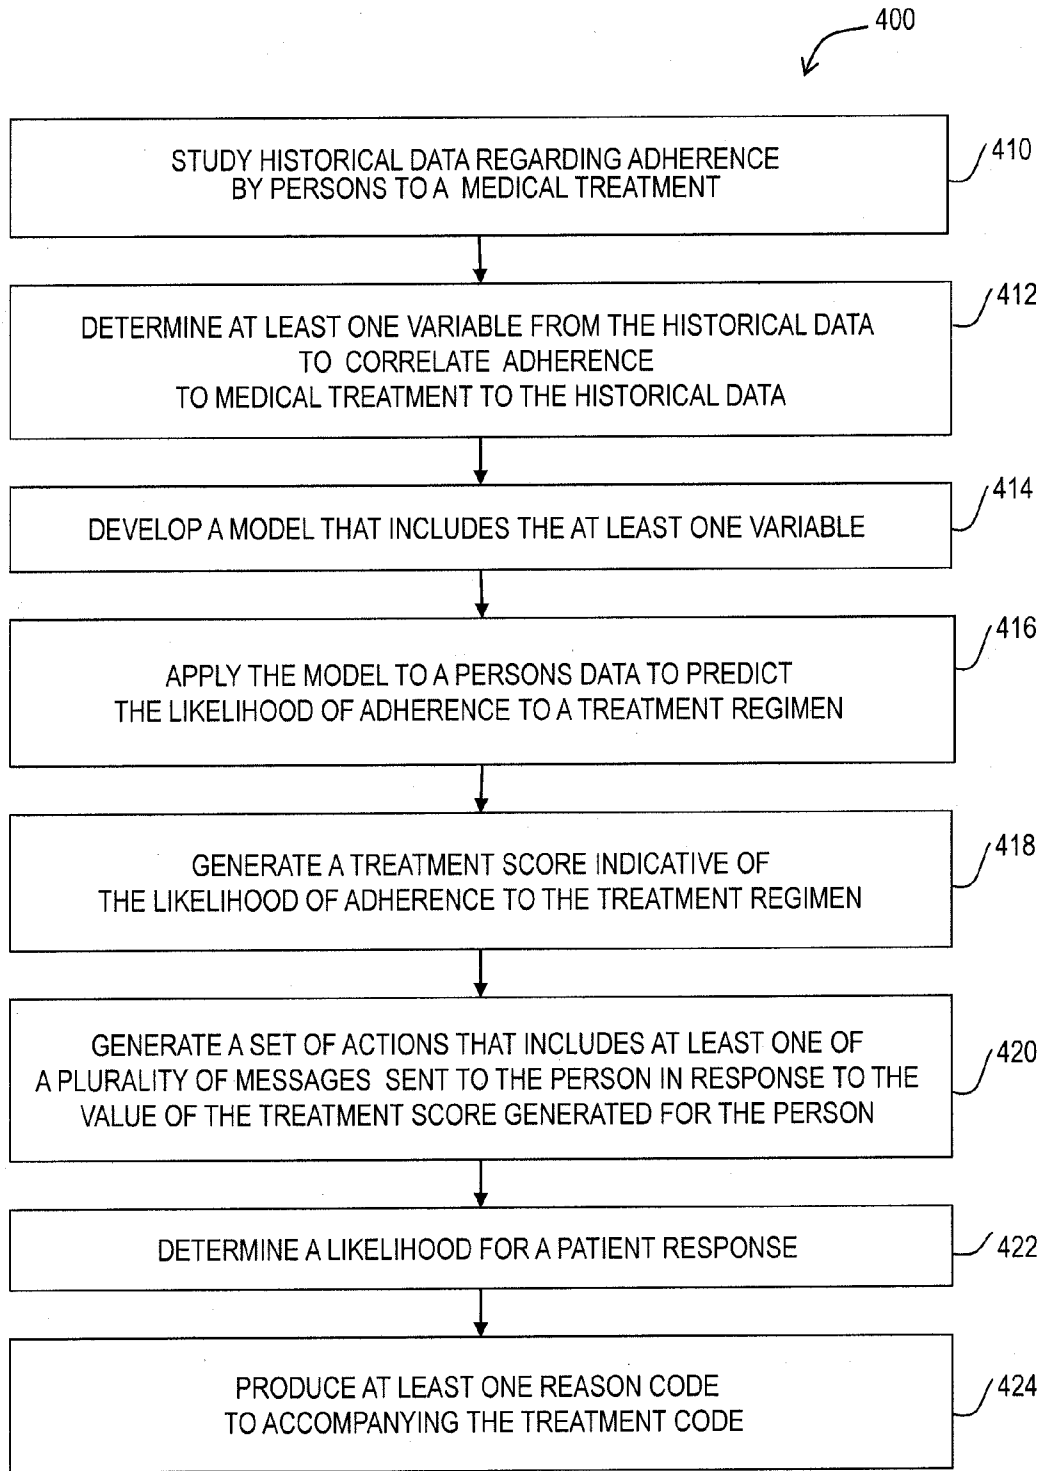 400
STUDY HISTORICAL DATA REGARDING ADHERENCE
BY PERSONS TO A MEDICAL TREATMENT
410
DETERMINE AT LEAST ONE VARIABLE FROM THE HISTORICAL DATA
TO CORRELATE ADHERENCE
TO MEDICAL TREATMENT TO THE HISTORICAL DATA
412
DEVELOP A MODEL THAT INCLUDES THE AT LEAST ONE VARIABLE
414
APPLY THE MODEL TO A PERSONS DATA TO PREDICT
THE LIKELIHOOD OF ADHERENCE TO A TREATMENT REGIMEN
416
GENERATE A TREATMENT SCORE INDICATIVE OF
THE LIKELIHOOD OF ADHERENCE TO THE TREATMENT REGIMEN
418
GENERATE A SET OF ACTIONS THAT INCLUDES AT LEAST ONE OF
A PLURALITY OF MESSAGES SENT TO THE PERSON IN RESPONSE TO THE
VALUE OF THE TREATMENT SCORE GENERATED FOR THE PERSON
420
DETERMINE A LIKELIHOOD FOR A PATIENT RESPONSE
422
PRODUCE AT LEAST ONE REASON CODE
TO ACCOMPANYING THE TREATMENT CODE
424